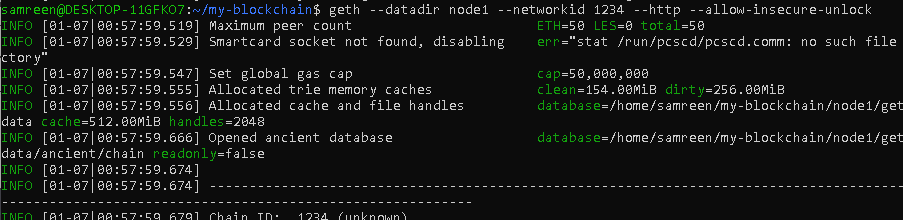 samreen@DESKTOP-11GFKO7:~/my-blockchain$ geth --datadir node1 --networkid 1234 --http --allow-insecure-unlock
INFO [01-07|00:57:59.519] Maximum peer count                       ETH=50 LES=0 total=50
INFO [01-07|00:57:59.529] Smartcard socket not found, disabling    err="stat /run/pcscd/pcscd.comm: no such file
ctory"
INFO [01-07|00:57:59.547] Set global gas cap                       cap=50,000,000
INFO [01-07|00:57:59.555] Allocated trie memory caches             clean=154.00MiB dirty=256.00MiB
INFO [01-07|00:57:59.556] Allocated cache and file handles         database=/home/samreen/my-blockchain/node1/get
data cache=512.00MiB handles=2048
INFO [01-07|00:57:59.666] Opened ancient database                  database=/home/samreen/my-blockchain/node1/get
data/ancient/chain readonly=false
INFO [01-07|00:57:59.674]
INFO [01-07|00:57:59.674] ---------------------------------------------------------------------------------------
-----------------------------------------------------------
INFO [01-07|00:57:59.679] Chain ID:  1234 (unknown)